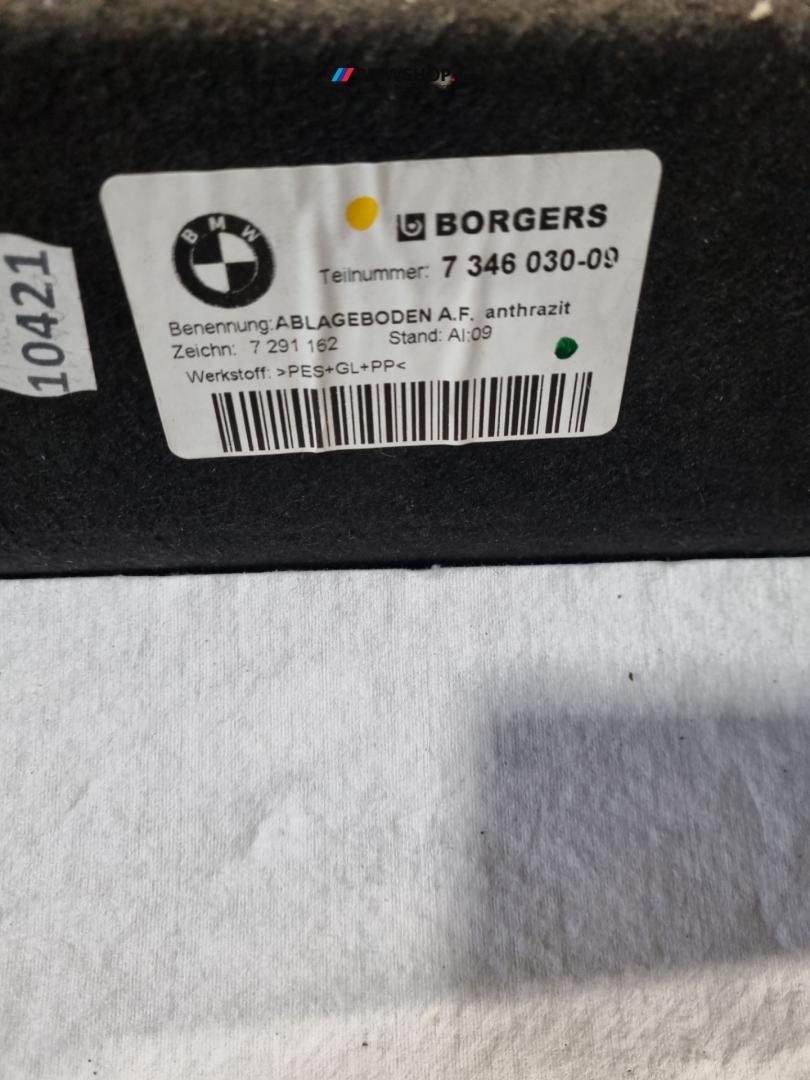 SHOP.
BMW
BORGERS
Teilnummer: 7 346 030-09
Benennung: ABLAGEBODEN A.F. anthrazit
Zeichn: 7 291 162 Stand: AI:09
Werkstoff: >PES+GL+PP<
10421